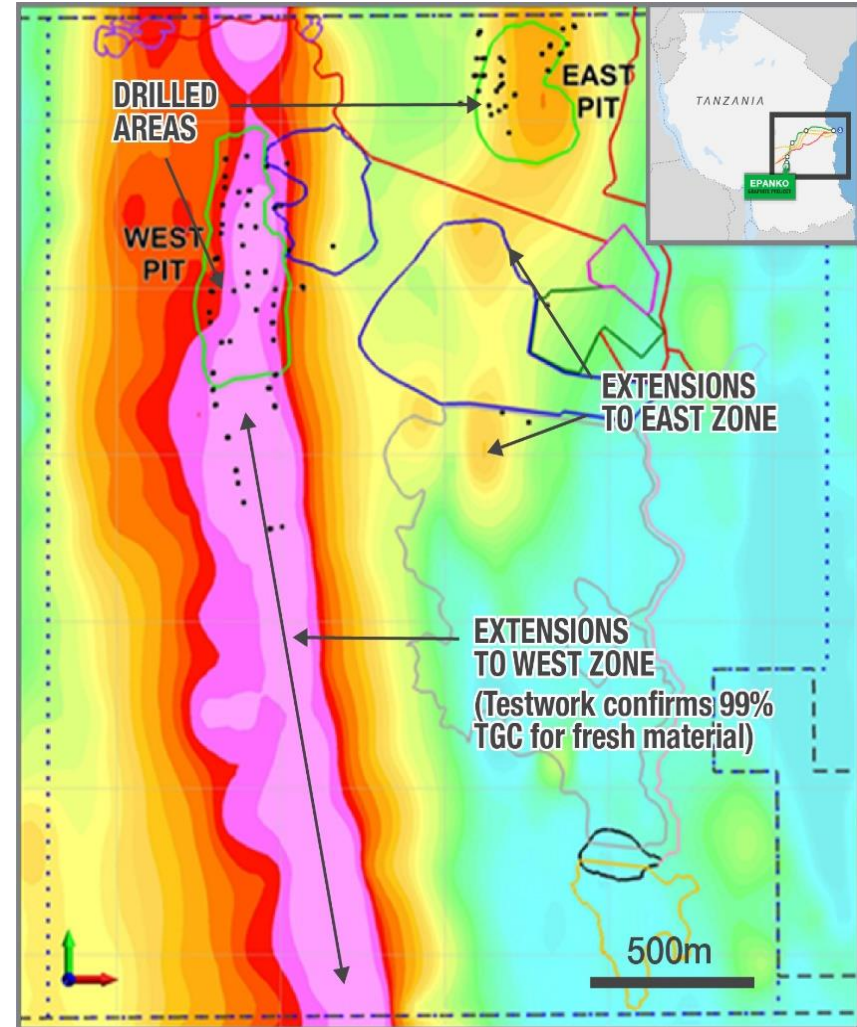 DRILLED
AREAS
EAST
PIT
TANZANIA
EPANKO
WEST
PIT
EXTENSIONS
TO EAST ZONE
EXTENSIONS
TO WEST ZONE
(Testwork confirms 99%
TGC for fresh material)
500m